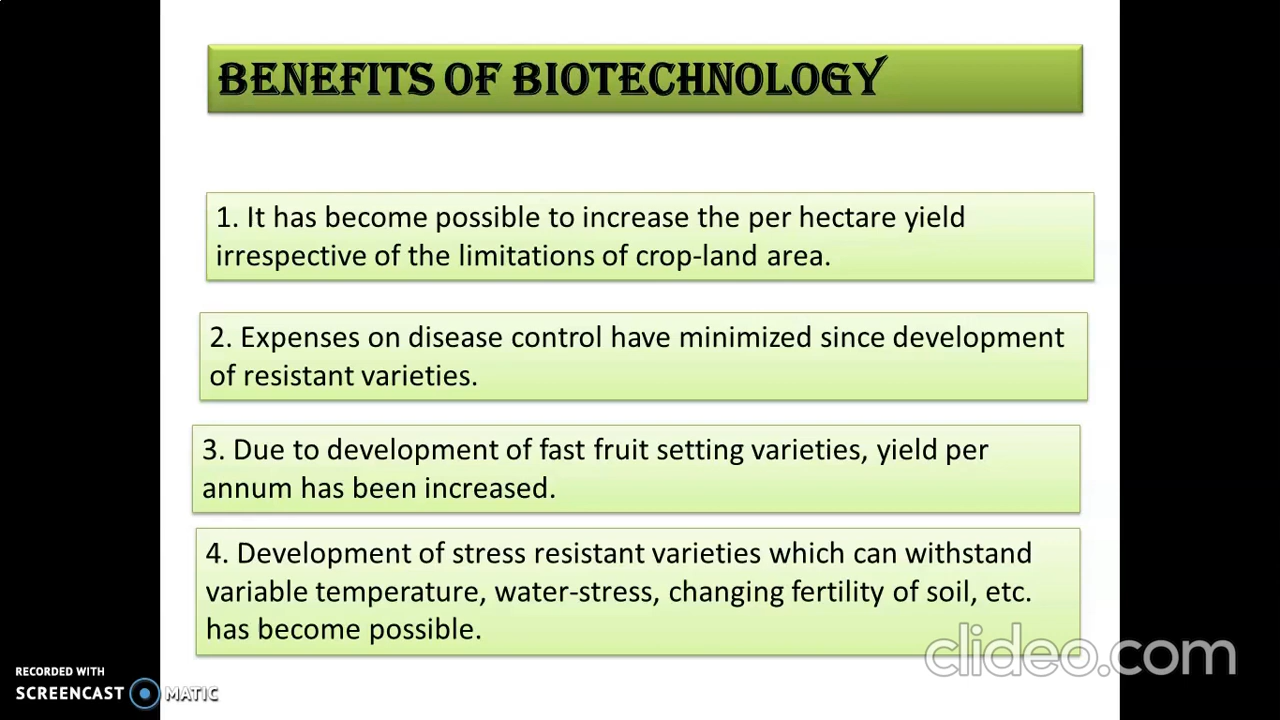 BENEFITS OF BIOTECHNOLOGY
1. It has become possible to increase the per hectare yield
irrespective of the limitations of crop-land area.
2. Expenses on disease control have minimized since development
of resistant varieties.
3. Due to development of fast fruit setting varieties, yield per
annum has been increased.
4. Development of stress resistant varieties which can withstand
variable temperature, water-stress, changing fertility of soil, etc.
has become possible.
clideo.com
RECORDED WITH
SCREENCAST MATIC